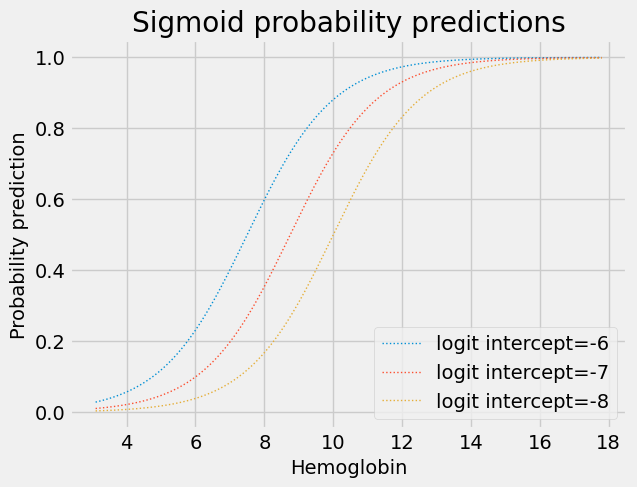 Sigmoid probability predictions
Probability prediction
1.0
0.8
0.6
0.4
0.2
0.0
logit intercept=-6
logit intercept=-7
logit intercept=-8
4 6 8 10 12 14 16 18
Hemoglobin